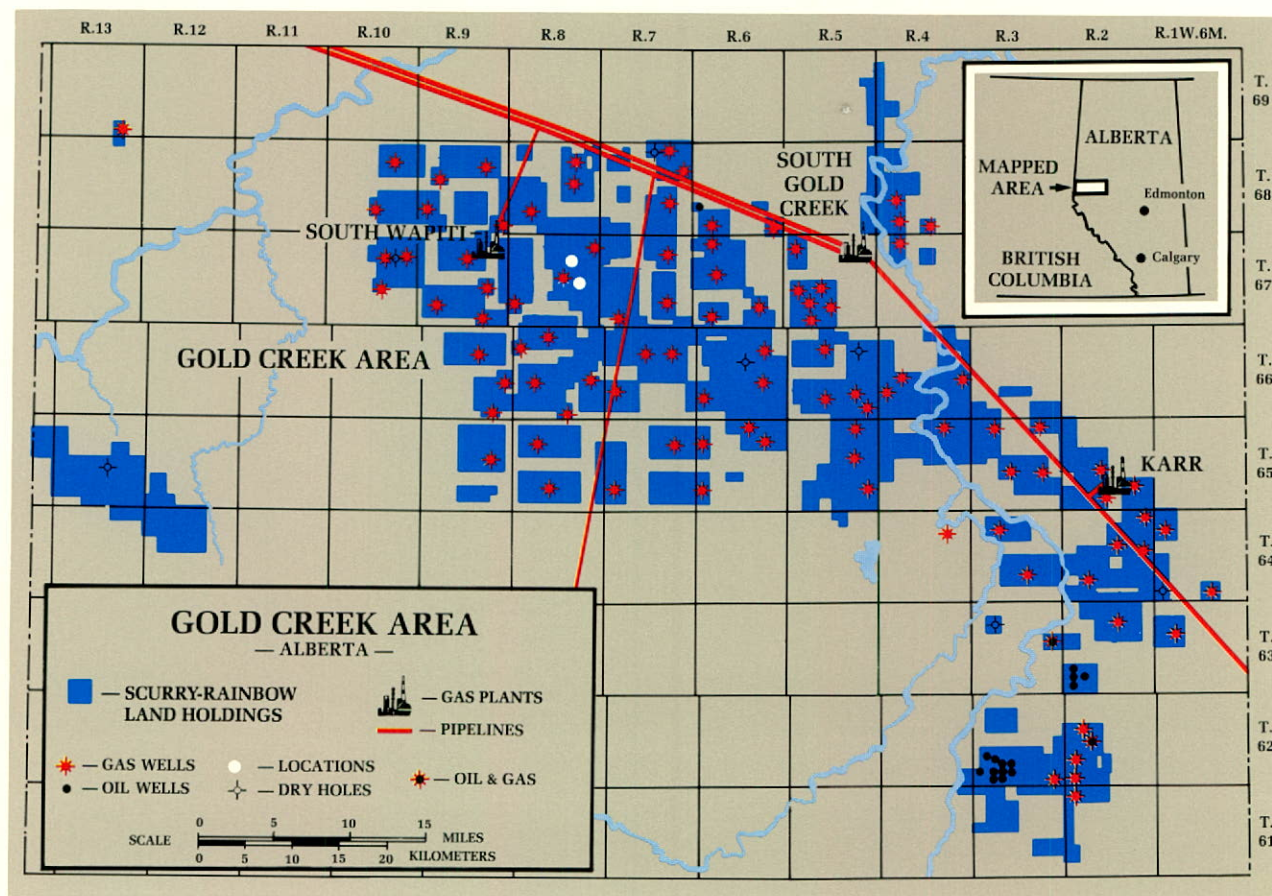 R.13 R.12 R.11 R.10 R.9 R.8 R.7 R.6 R.5 R.4 R.3 R.2 R.1W.6M.
T.
69
T.
68
T.
67
T.
66
T.
65
T.
64
T.
63
T.
62
T.
61
ALBERTA
MAPPED
AREA
Edmonton
Calgary
BRITISH
COLUMBIA
SOUTH
GOLD
CREEK
SOUTH WAPITI
GOLD CREEK AREA
KARR
GOLD CREEK AREA
— ALBERTA —
— SCURRY-RAINBOW
LAND HOLDINGS
— GAS PLANTS
— PIPELINES
— GAS WELLS
— LOCATIONS
— OIL & GAS
— OIL WELLS
— DRY HOLES
0 5 10 15
SCALE MILES
0 5 10 15 20 KILOMETERS